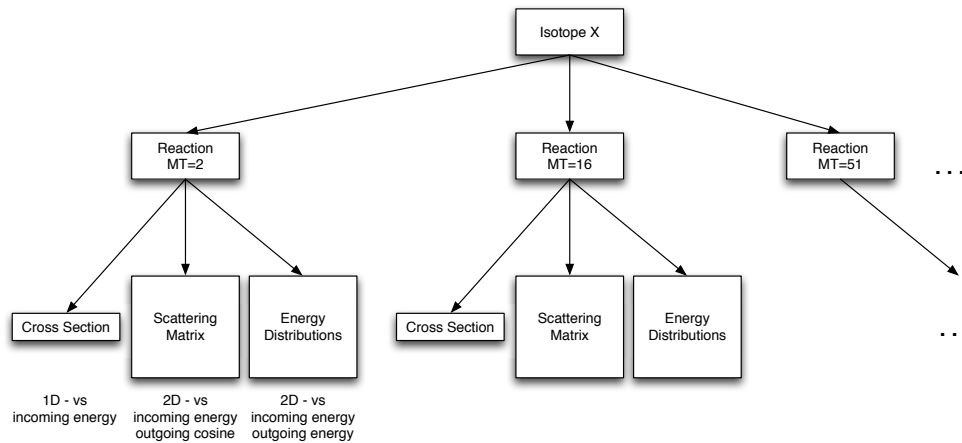 Isotope X
Reaction
MT=2
Reaction
MT=16
Reaction
MT=51
...
Cross Section
Scattering
Matrix
Energy
Distributions
Cross Section
Scattering
Matrix
Energy
Distributions
..
1D - vs
incoming energy
2D - vs
incoming energy
outgoing cosine
2D - vs
incoming energy
outgoing energy